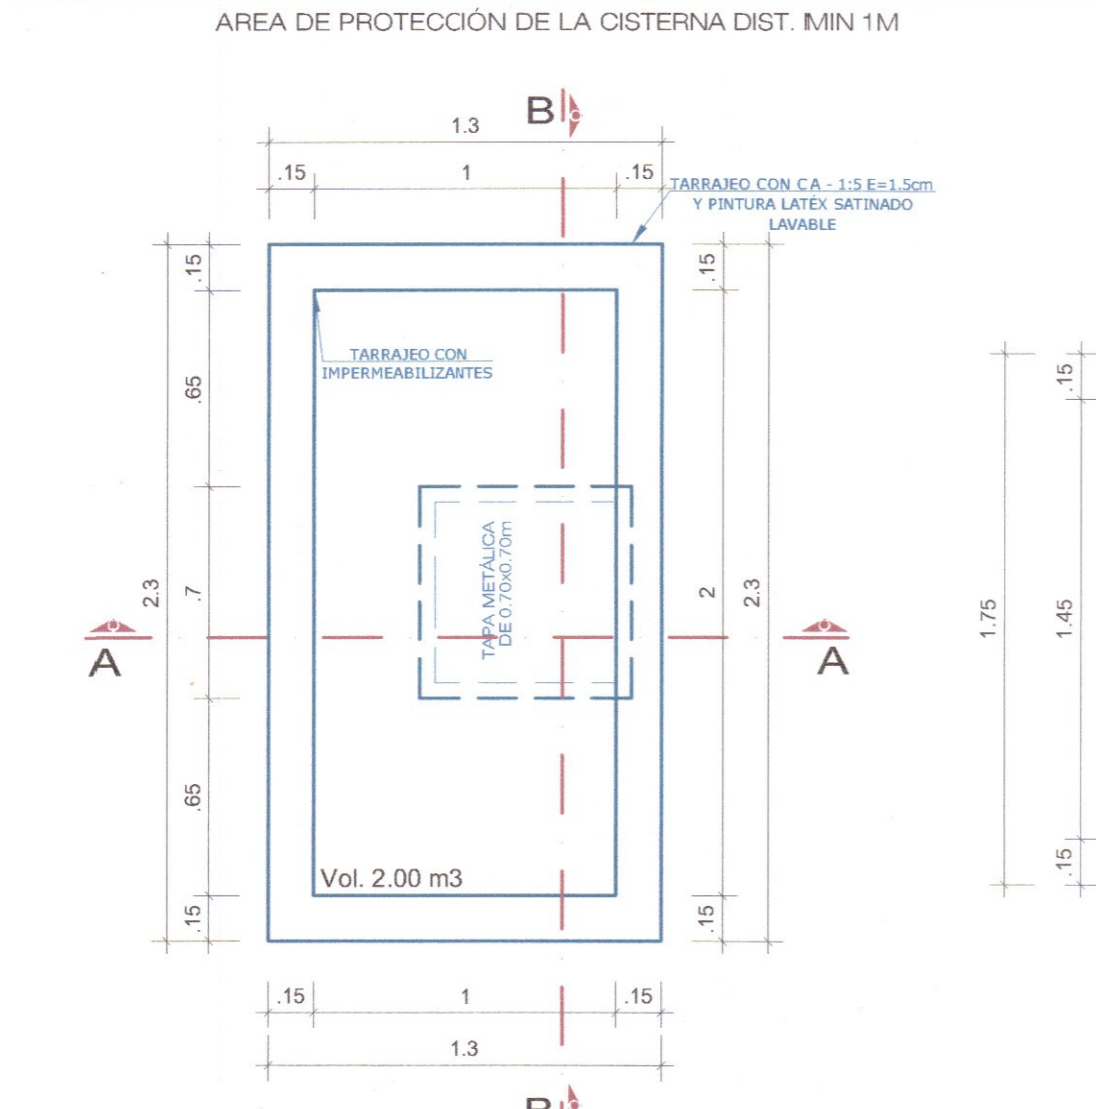 AREA DE PROTECCIÓN DE LA CISTERNA DIST. MIN 1M
B
1.3
.15
1
.15
TARRAJEO CON C A - 1:5 E=1.5cm
Y PINTURA LATÉX SATINADO
LAVABLE
.15
.15
TARRAJEO CON
IMPERMEABILIZANTES
.65
.15
TAPA METÁLICA
DE 0.70x0.70m
2.3
.7
2
2.3
1.75
1.45
A
A
.65
Vol. 2.00 m3
.15
.15
.15
.15
1
.15
1.3
B